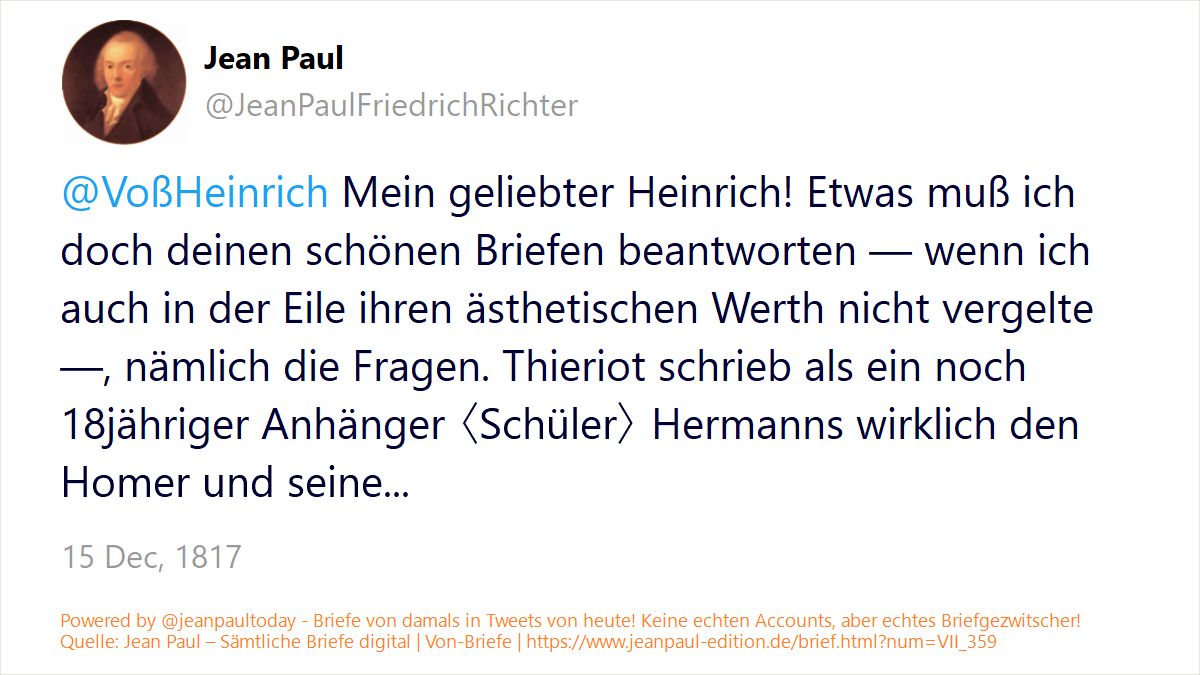 Jean Paul
@JeanPaulFriedrichRichter
@VoßHeinrich Mein geliebter Heinrich! Etwas muß ich
doch deinen schönen Briefen beantworten — wenn ich
auch in der Eile ihren ästhetischen Werth nicht vergelte
—, nämlich die Fragen. Thieriot schrieb als ein noch
18jähriger Anhänger 〈Schüler〉 Hermanns wirklich den
Homer und seine...
15 Dec, 1817
Powered by @jeanpaultoday - Briefe von damals in Tweets von heute! Keine echten Accounts, aber echtes Briefgezwitscher!
Quelle: Jean Paul – Sämtliche Briefe digital | Von-Briefe | https://www.jeanpaul-edition.de/brief.html?num=VII_359